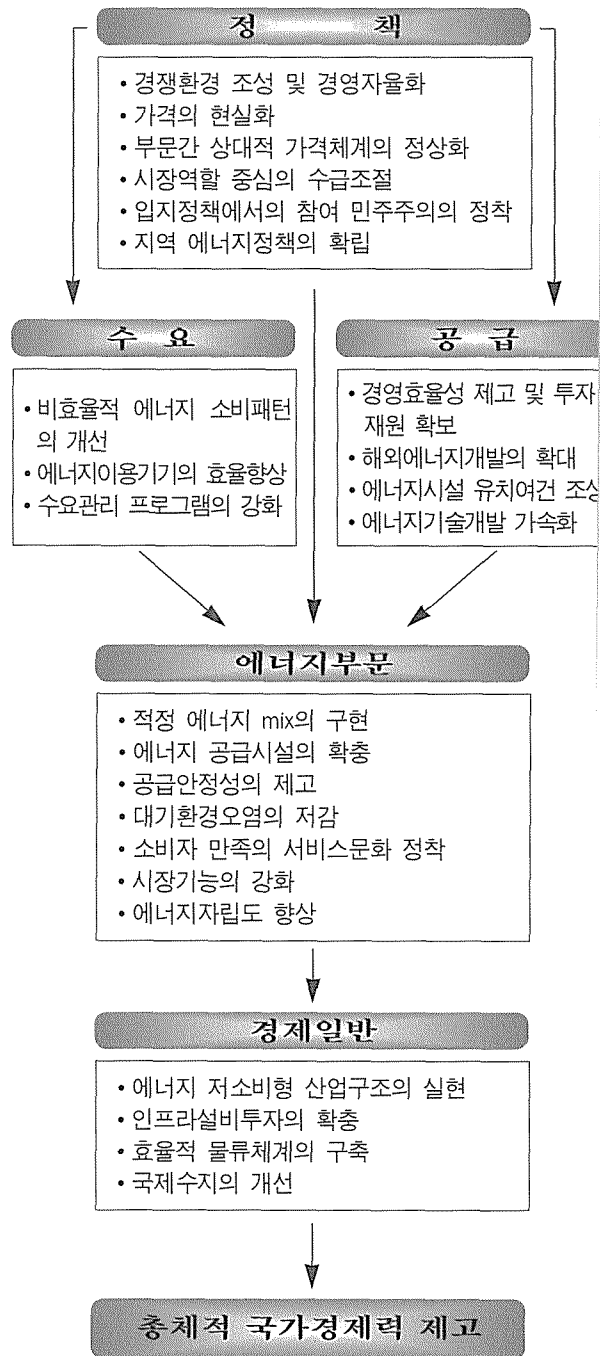 정 책
• 경쟁환경 조성 및 경영자율화
• 가격의 현실화
• 부문간 상대적 가격체계의 정상화
• 시장역할 중심의 수급조절
• 입지정책에서의 참여 민주주의의 정착
• 지역 에너지정책의 확립
수 요
• 비효율적 에너지 소비패턴
의 개선
• 에너지이용기기의 효율향상
• 수요관리 프로그램의 강화
공 급
• 경영효율성 제고 및 투자
재원 확보
• 해외에너지개발의 확대
• 에너지시설 유치여건 조성
• 에너지기술개발 가속화
에너지부문
• 적정 에너지 mix의 구현
• 에너지 공급시설의 확충
• 공급안정성의 제고
• 대기환경오염의 저감
• 소비자 만족의 서비스문화 정착
• 시장기능의 강화
• 에너지자립도 향상
경제일반
• 에너지 저소비형 산업구조의 실현
• 인프라설비투자의 확충
• 효율적 물류체계의 구축
• 국제수지의 개선
총체적 국가경제력 제고